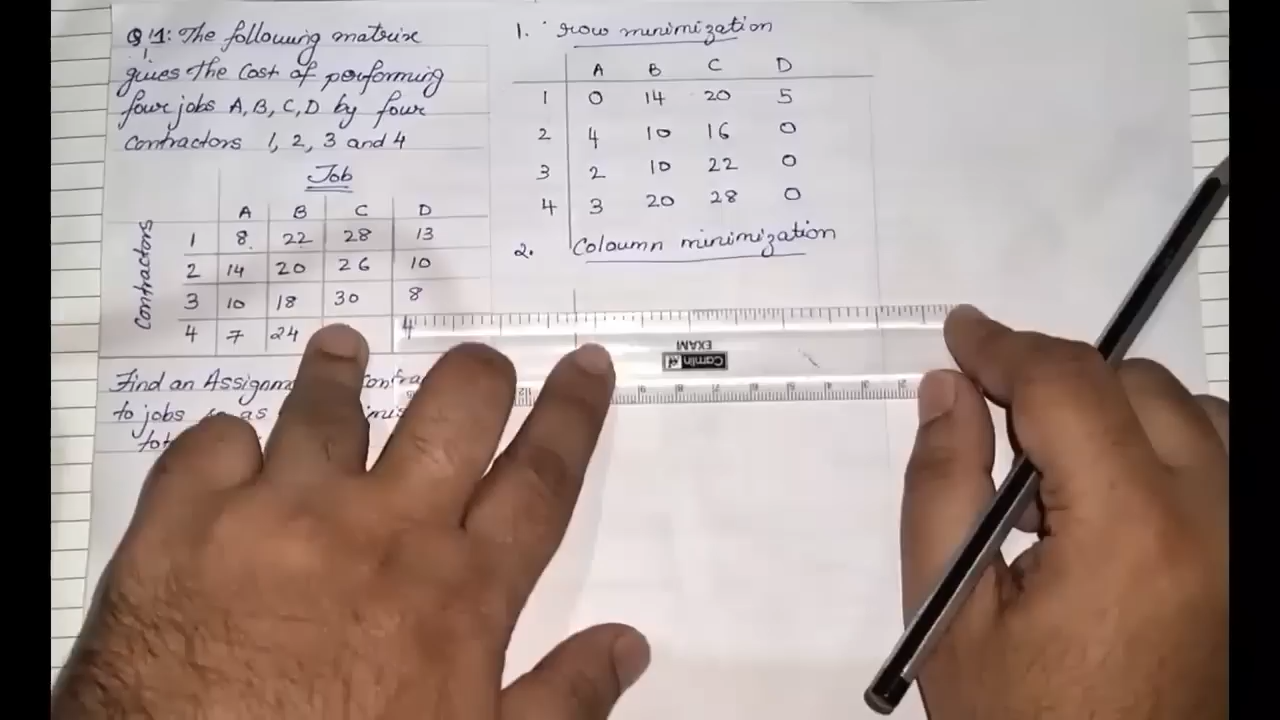 Q 1: The following matrix
gives the cost of performing
four jobs A, B, C, D by four
contractors 1, 2, 3 and 4
Job
Contractors
A B C D
1 8 22 28 13
2 14 20 26 10
3 10 18 30 8
4 7 24 4
Find an
to jobs as
1. row minimization
A B C D
1 0 14 20 5
2 4 10 16 0
3 2 10 22 0
4 3 20 28 0
2. Coloumn minimization
Camlin
EXAM